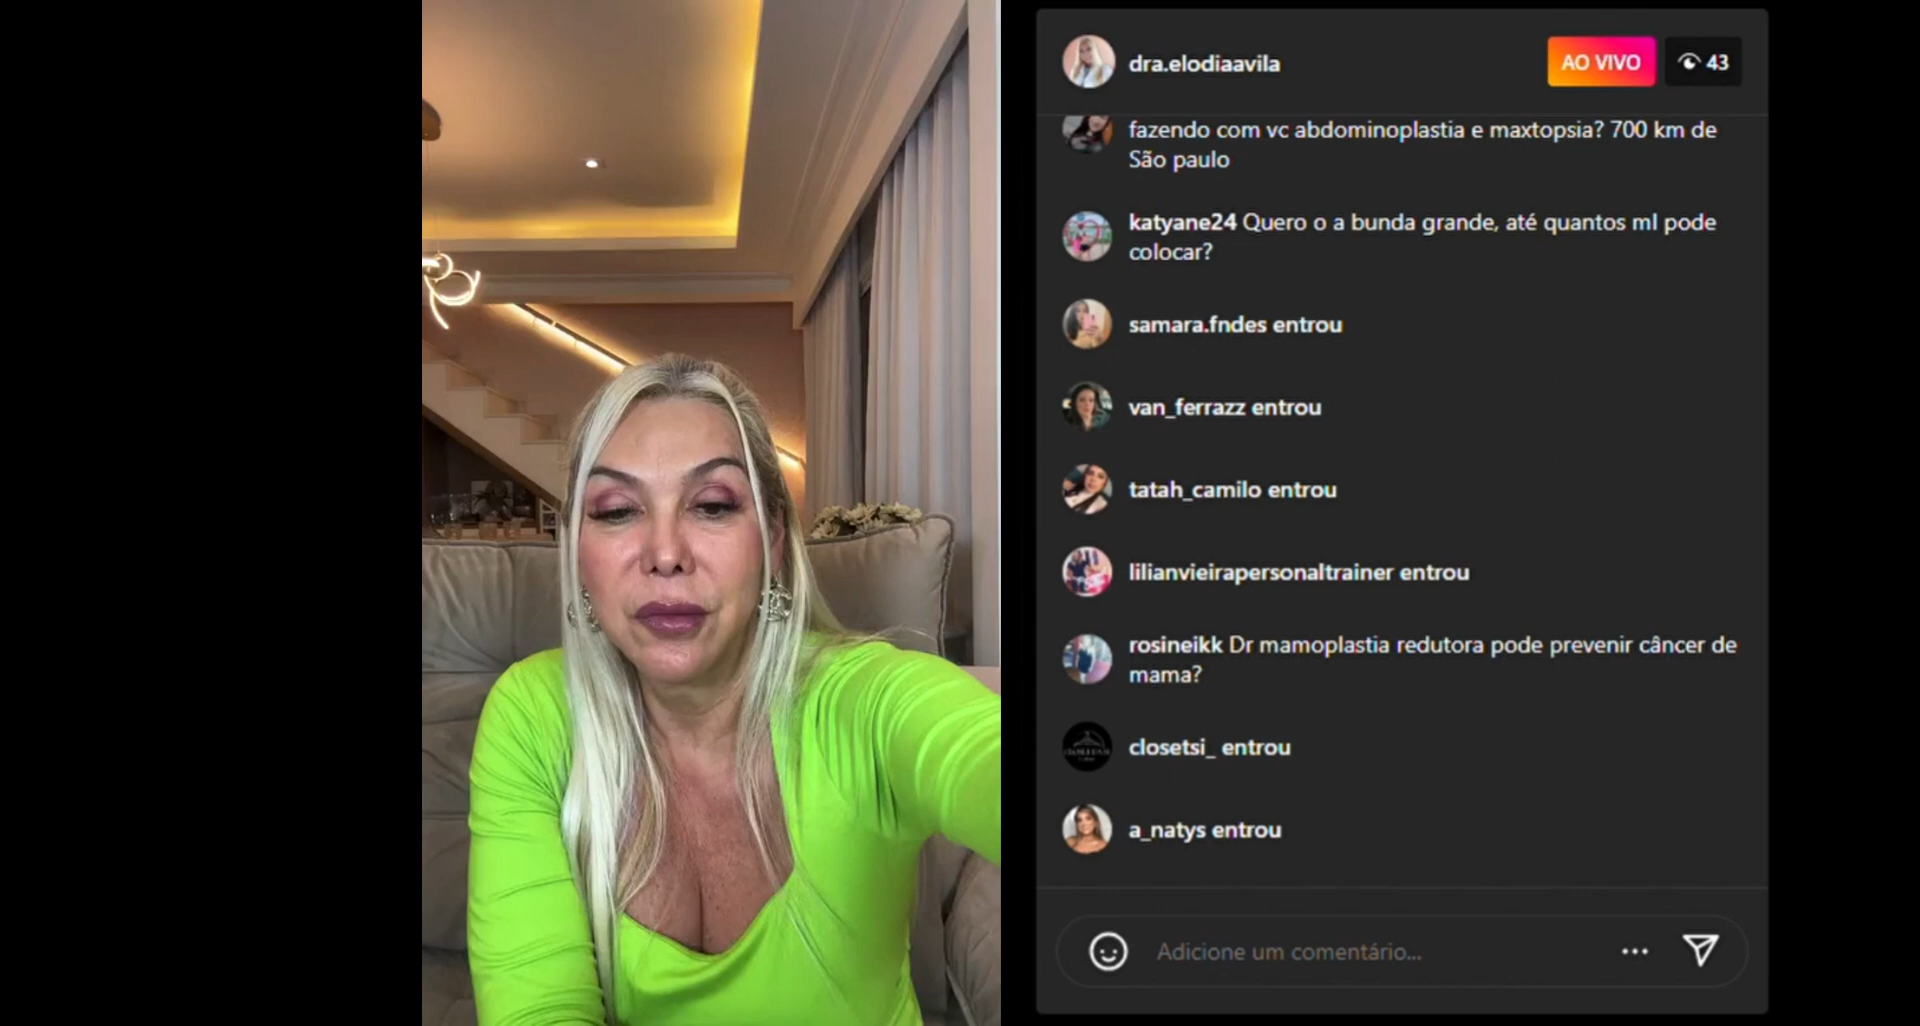 dra.elodiaavila
AO VIVO
43
fazendo com vc abdominoplastia e maxtopsia? 700 km de
São paulo
katyane24 Quero o a bunda grande, até quantos ml pode
colocar?
samara.fndes entrou
van_ferrazz entrou
tatah_camilo entrou
lilianvieirapersonaltrainer entrou
rosineikk Dr mamoplastia redutora pode prevenir câncer de
mama?
closetsi_ entrou
a_natys entrou
Adicione um comentário...